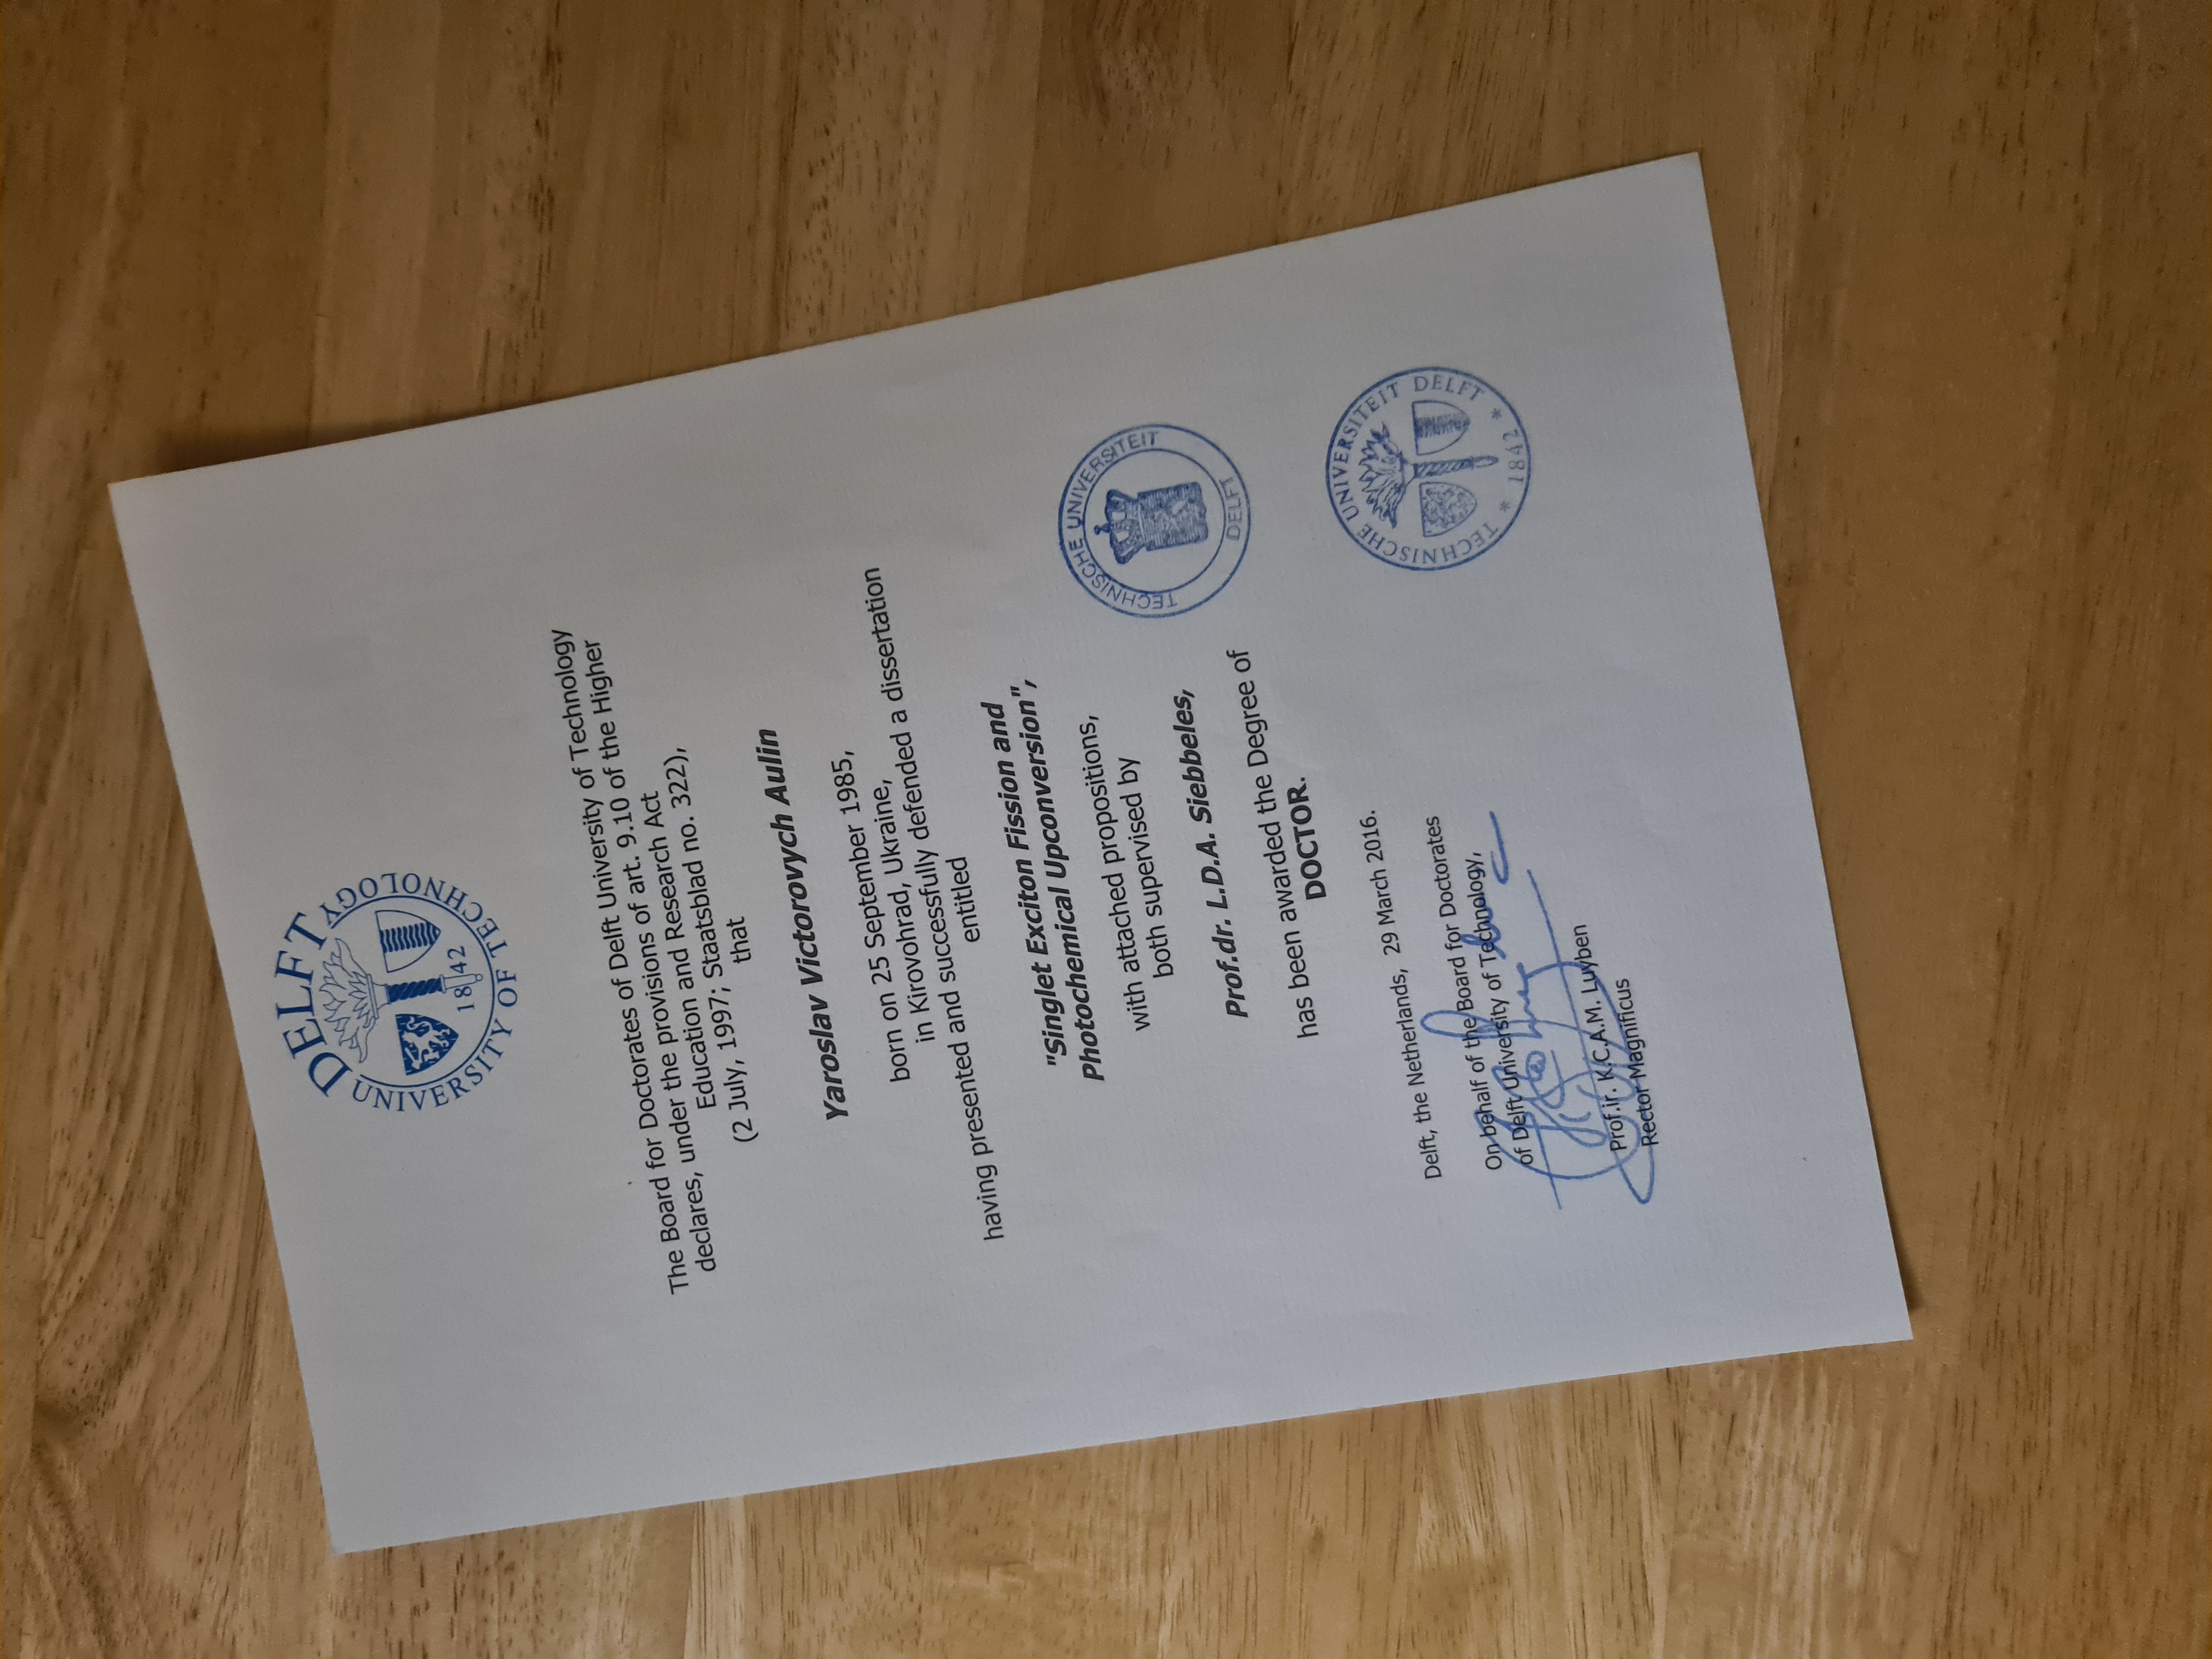 DELFT
UNIVERSITY OF TECHNOLOGY
1842
The Board for Doctorates of Delft University of Technology
declares, under the provisions of art. 9.10 of the Higher
Education and Research Act
(2 July, 1997; Staatsblad no. 322),
that
Yaroslav Victorovych Aulin
born on 25 September 1985,
in Kirovohrad, Ukraine,
having presented and successfully defended a dissertation
entitled
"Singlet Exciton Fission and
Photochemical Upconversion",
with attached propositions,
both supervised by
Prof.dr. L.D.A. Siebbeles,
has been awarded the Degree of
DOCTOR.
TECHNISCHE UNIVERSITEIT
DELFT
Delft, the Netherlands, 29 March 2016.
On behalf of the Board for Doctorates
of Delft University of Technology,
Prof.ir. K.C.A.M. Luyben
Rector Magnificus
TECHNISCHE UNIVERSITEIT DELFT
* 1842 *